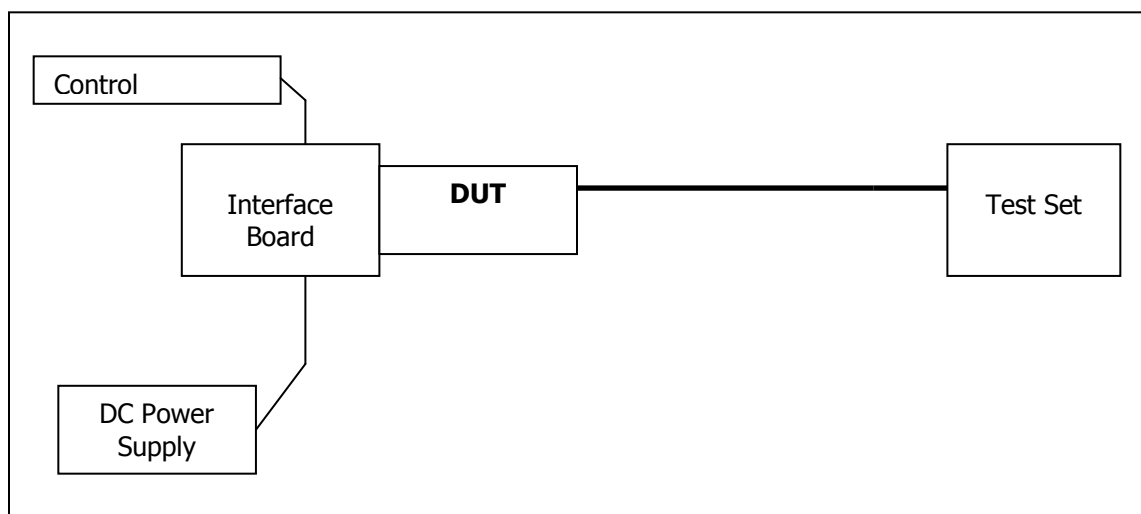 Control
Interface
Board
DUT
Test Set
DC Power
Supply